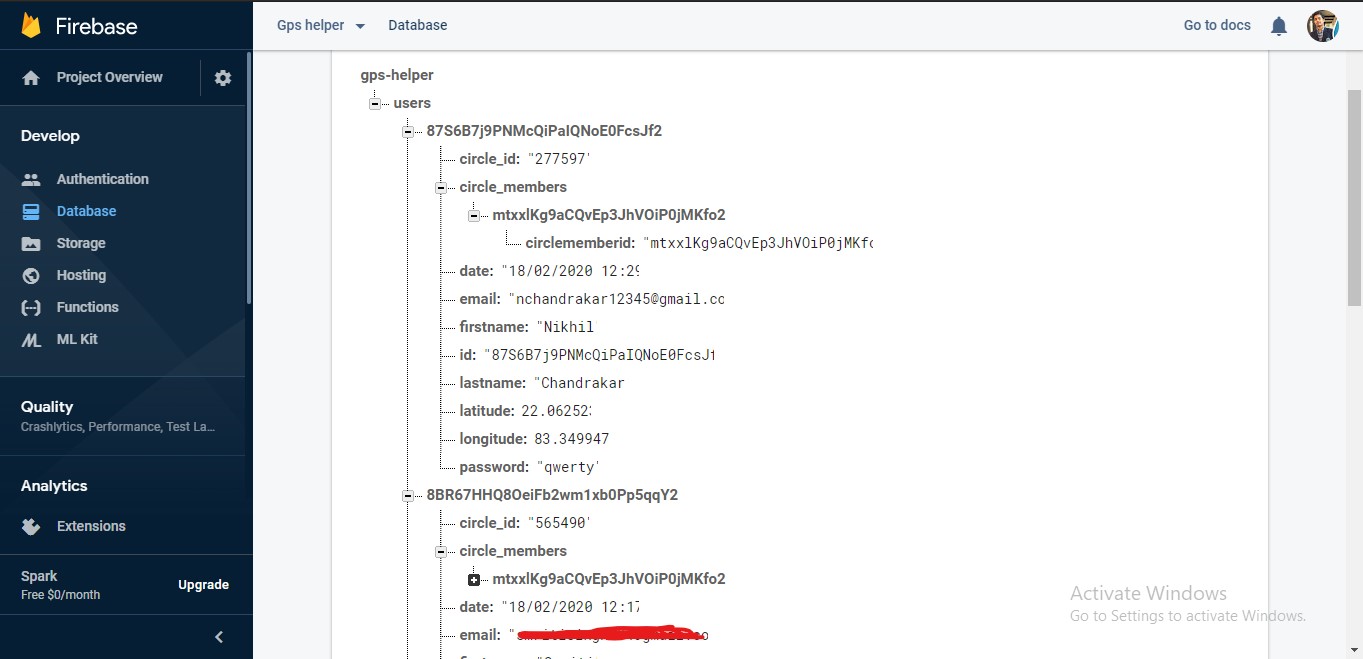 Firebase
Gps helper
Database
Go to docs
Project Overview
Develop
Authentication
Database
Storage
Hosting
Functions
ML Kit
Quality
Crashlytics, Performance, Test La...
Analytics
Extensions
Spark
Free $0/month
Upgrade
gps-helper
users
87S6B7j9PNMcQiPaIQNoE0FcsJf2
circle_id: "277597"
circle_members
mtxxlKg9aCQvEp3JhVOiP0jMKfo2
circlememberid: "mtxxlKg9aCQvEp3JhVOiP0jMKfo
date: "18/02/2020 12:29
email: "nchandrakar12345@gmail.co
firstname: "Nikhil
id: "87S6B7j9PNMcQiPaIQNoE0FcsJf
lastname: "Chandrakar
latitude: 22.062523
longitude: 83.349947
password: "qwerty"
8BR67HHQ8OeiFb2wm1xb0Pp5qqY2
circle_id: "565490"
circle_members
mtxxlKg9aCQvEp3JhVOiP0jMKfo2
date: "18/02/2020 12:17
email: "
Activate Windows
Go to Settings to activate Windows.